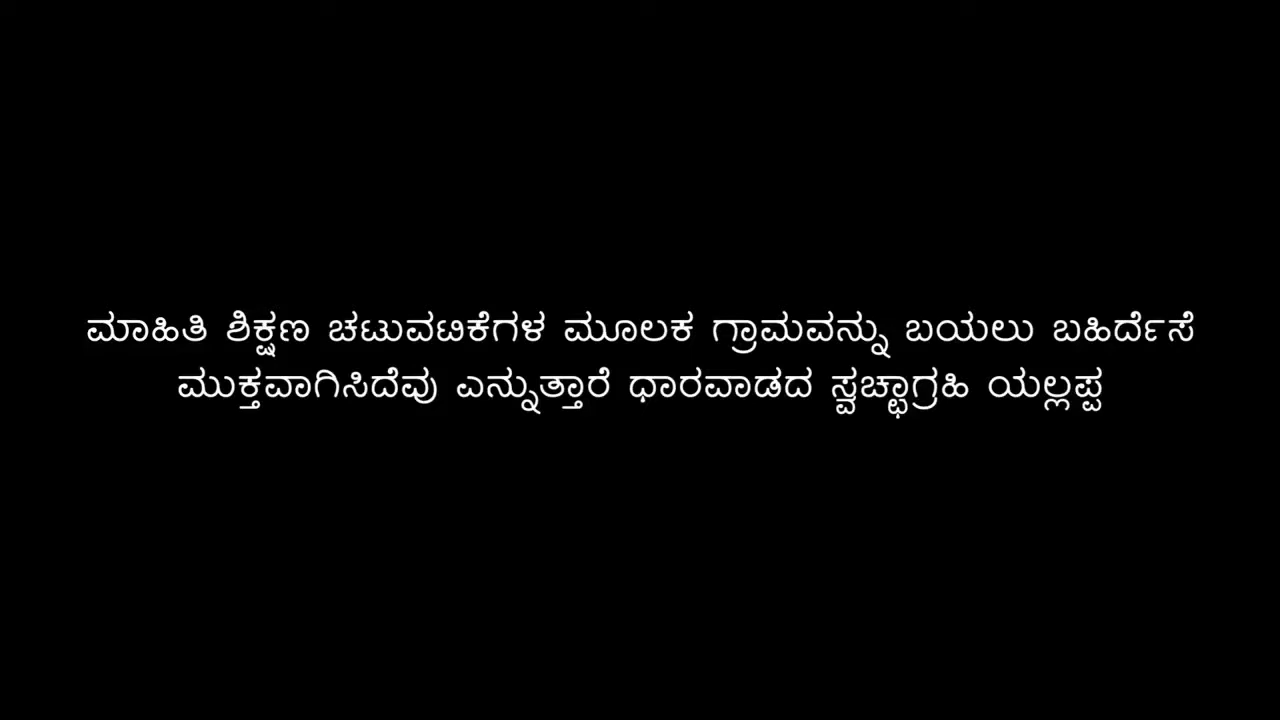 ಮಾಹಿತಿ ಶಿಕ್ಷಣ ಚಟುವಟಿಕೆಗಳ ಮೂಲಕ ಗ್ರಾಮವನ್ನು ಬಯಲು ಬಹಿರ್ದೆಸೆ
ಮುಕ್ತವಾಗಿಸಿದೆವು ಎನ್ನುತ್ತಾರೆ ಧಾರವಾಡದ ಸ್ವಚ್ಛಾಗ್ರಹಿ ಯಲ್ಲಪ್ಪ